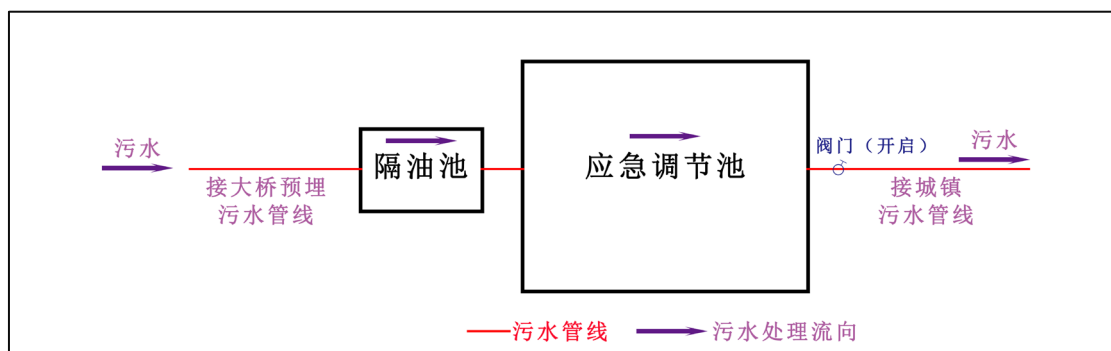 污水
接大桥预埋
污水管线
隔油池
应急调节池
阀门（开启）
污水
接城镇
污水管线
污水管线
污水处理流向